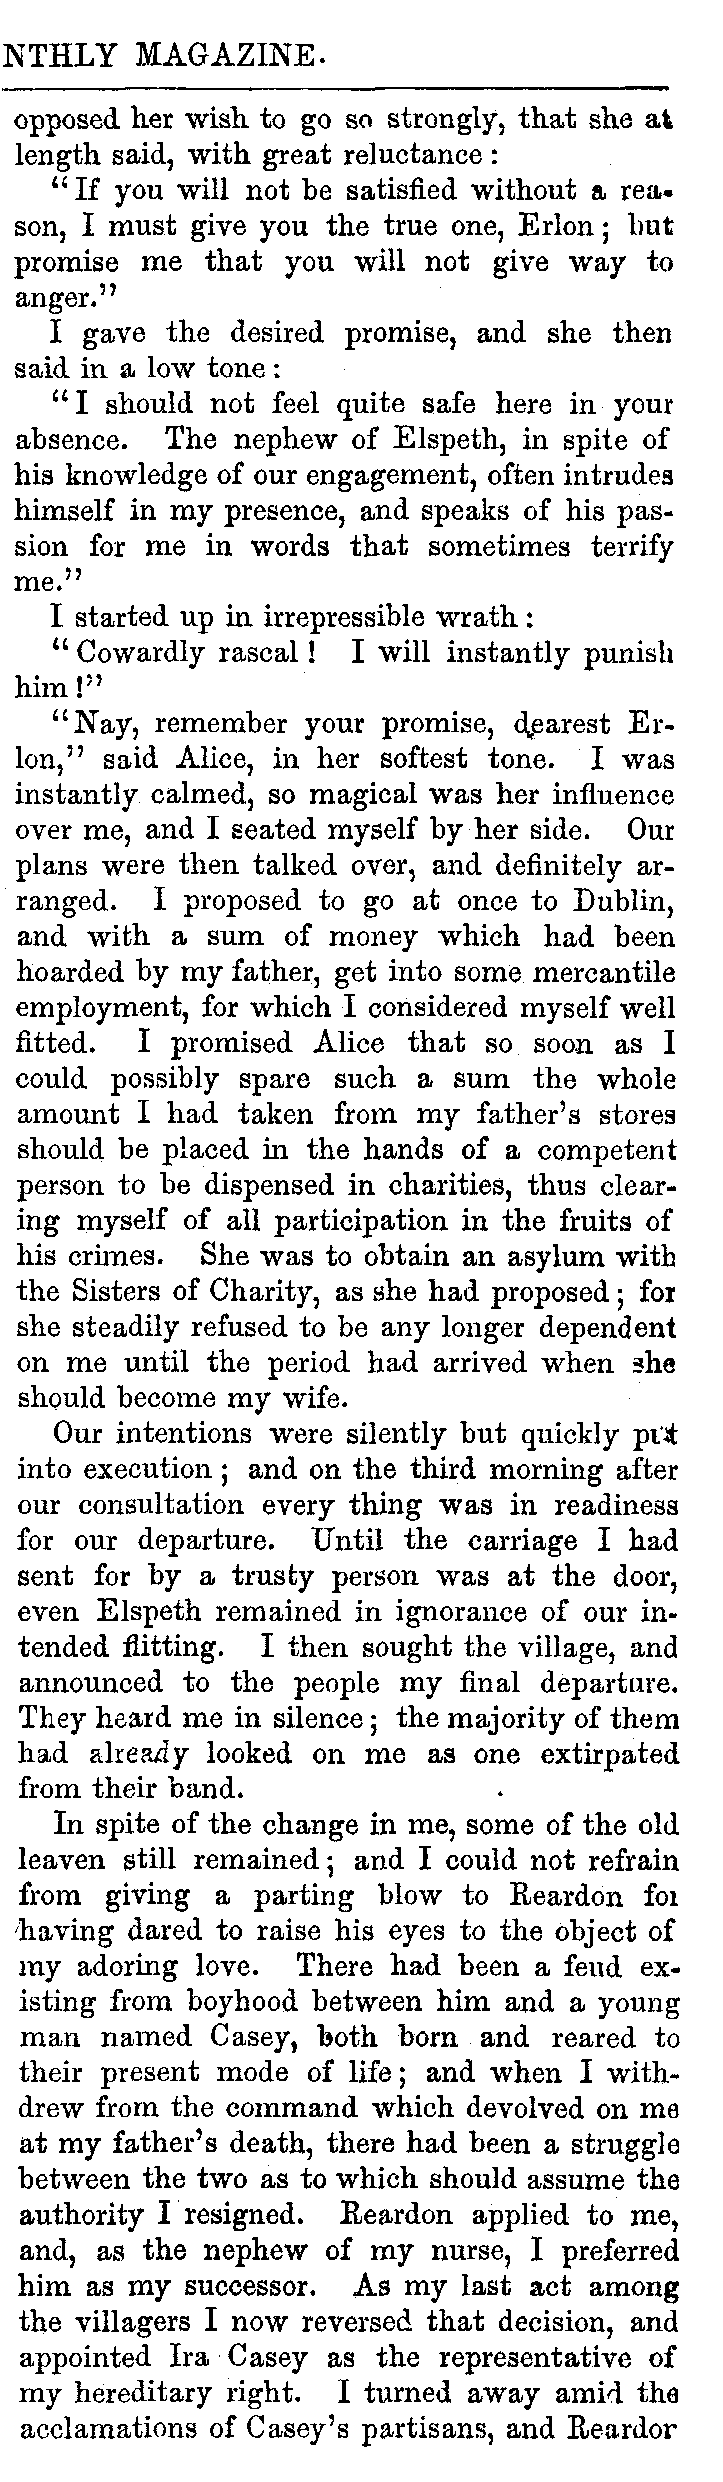 NTHLY MAGAZINE.
opposed her wish to go so strongly, that she at
length said, with great reluctance :
“If you will not be satisfied without a rea-
son, I must give you the true one, Erlon; but
promise me that you will not give way to
anger.”
I gave the desired promise, and she then
said in a low tone :
“I should not feel quite safe here in your
absence. The nephew of Elspeth, in spite of
his knowledge of our engagement, often intrudes
himself in my presence, and speaks of his pas-
sion for me in words that sometimes terrify
me.”
I started up in irrepressible wrath :
“Cowardly rascal ! I will instantly punish
him !”
“Nay, remember your promise, dearest Er-
lon,” said Alice, in her softest tone. I was
instantly calmed, so magical was her influence
over me, and I seated myself by her side. Our
plans were then talked over, and definitely ar-
ranged. I proposed to go at once to Dublin,
and with a sum of money which had been
hoarded by my father, get into some mercantile
employment, for which I considered myself well
fitted. I promised Alice that so soon as I
could possibly spare such a sum the whole
amount I had taken from my father’s stores
should be placed in the hands of a competent
person to be dispensed in charities, thus clear-
ing myself of all participation in the fruits of
his crimes. She was to obtain an asylum with
the Sisters of Charity, as she had proposed; for
she steadily refused to be any longer dependent
on me until the period had arrived when she
should become my wife.
Our intentions were silently but quickly put
into execution; and on the third morning after
our consultation every thing was in readiness
for our departure. Until the carriage I had
sent for by a trusty person was at the door,
even Elspeth remained in ignorance of our in-
tended flitting. I then sought the village, and
announced to the people my final departure.
They heard me in silence; the majority of them
had already looked on me as one extirpated
from their band.
In spite of the change in me, some of the old
leaven still remained; and I could not refrain
from giving a parting blow to Reardon for
having dared to raise his eyes to the object of
my adoring love. There had been a feud ex-
isting from boyhood between him and a young
man named Casey, both born and reared to
their present mode of life; and when I with-
drew from the command which devolved on me
at my father’s death, there had been a struggle
between the two as to which should assume the
authority I resigned. Reardon applied to me,
and, as the nephew of my nurse, I preferred
him as my successor. As my last act among
the villagers I now reversed that decision, and
appointed Ira Casey as the representative of
my hereditary right. I turned away amid the
acclamations of Casey’s partisans, and Reardor